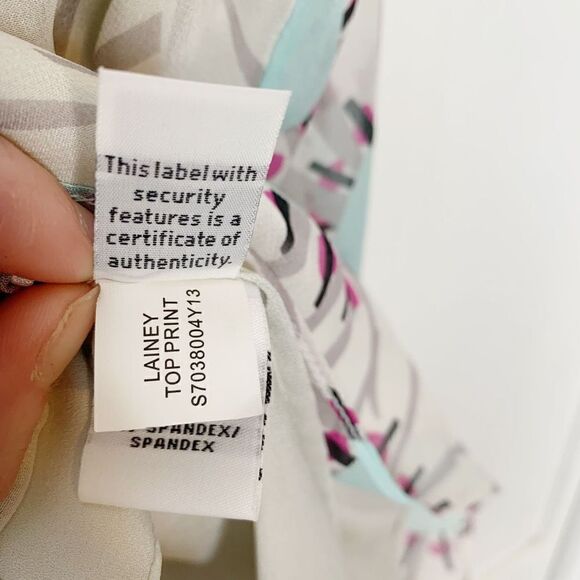 This label with
security
features is a
certificate of
authenticity.
LAINEY
TOP PRINT
S7038004Y13
SPANDEX/
SPANDEX